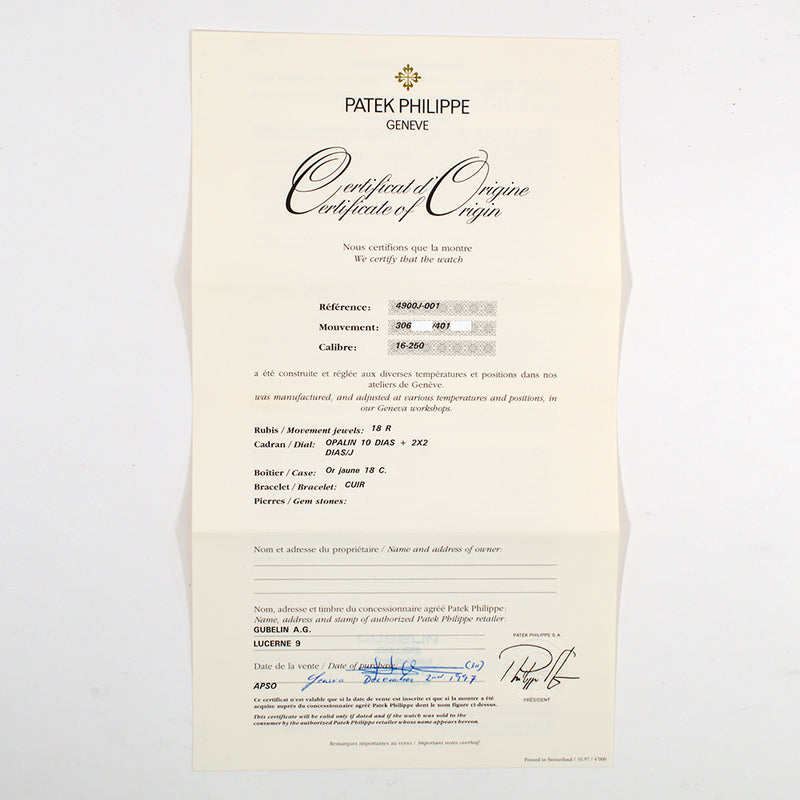 PATEK PHILIPPE
GENEVE
Certificat d'Origine
Certificate of Origin
Nous certifions que la montre
We certify that the watch
Référence: 4900J-001
Mouvement: 306 /401
Calibre: 16-250
a été construite et réglée aux diverses températures et positions dans nos
ateliers de Genève.
was manufactured, and adjusted at various temperatures and positions, in
our Geneva workshops.
Rubis / Movement jewels: 18 R
Cadran / Dial: OPALIN 10 DIAS + 2X2
DIAS/J
Boîtier / Case: Or jaune 18 C.
Bracelet / Bracelet: CUIR
Pierres / Gem stones:
Nom et adresse du propriétaire / Name and address of owner:
Nom, adresse et timbre du concessionnaire agréé Patek Philippe:
Name, address and stamp of authorized Patek Philippe retailer:
GUBELIN A.G.
GUBELIN
PATEK PHILIPPE S.A.
LUCERNE 9
Date de la vente / Date of purchase
Geneva December 2nd, 1997
APSO
PRÉSIDENT
Ce certificat n'est valable que si la date de vente est inscrite et que si la montre a été
acquise auprès du concessionnaire agréé Patek Philippe dont le nom figure ci-dessus.
This certificate will be valid only if dated and if the watch was sold to the
consumer by the authorized Patek Philippe retailer whose name appears hereon.
Remarques importantes au verso / Important notes overleaf
Printed in Switzerland / 10.97 / 4'000